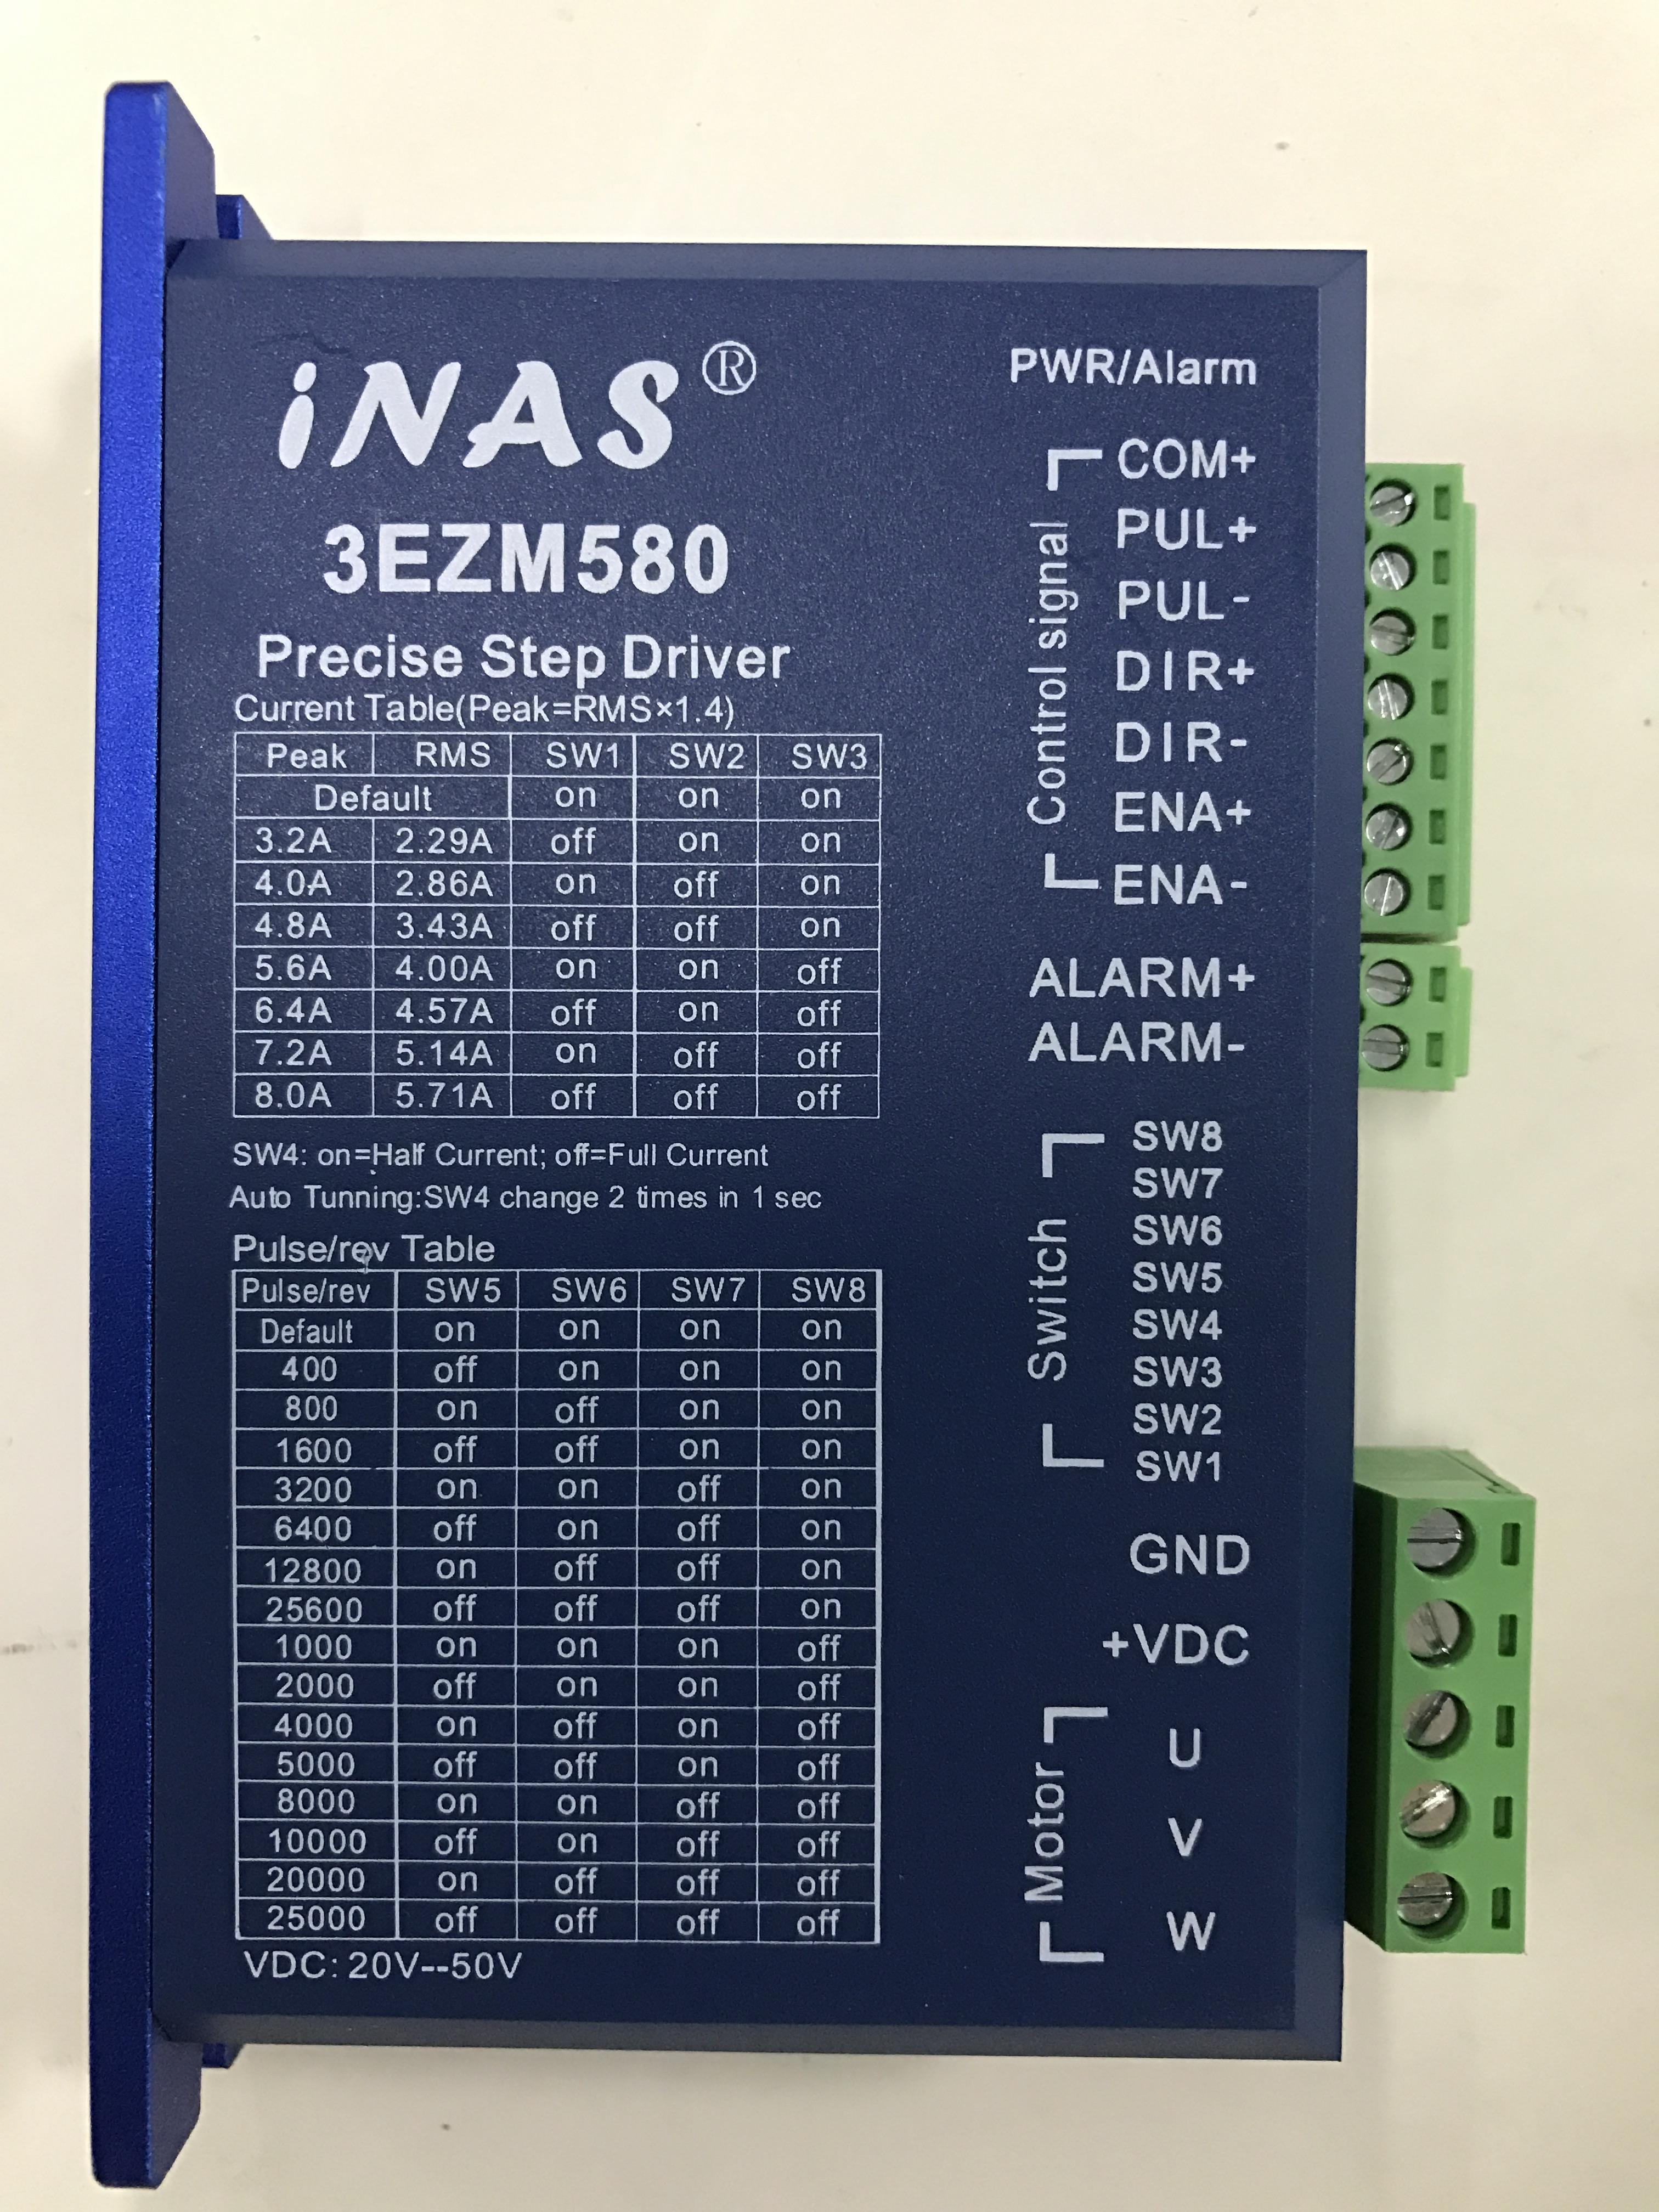 iNAS®
3EZM580
Precise Step Driver
Current Table(Peak=RMS×1.4)
Peak RMS SW1 SW2 SW3
Default on on on
3.2A 2.29A off on on
4.0A 2.86A on off on
4.8A 3.43A off off on
5.6A 4.00A on on off
6.4A 4.57A off on off
7.2A 5.14A on off off
8.0A 5.71A off off off
SW4: on=Half Current; off=Full Current
Auto Tunning:SW4 change 2 times in 1 sec
Pulse/rev Table
Pulse/rev SW5 SW6 SW7 SW8
Default on on on on
400 off on on on
800 on off on on
1600 off off on on
3200 on on off on
6400 off on off on
12800 on off off on
25600 off off off on
1000 on on on off
2000 off on on off
4000 on off on off
5000 off off on off
8000 on on off off
10000 off on off off
20000 on off off off
25000 off off off off
VDC: 20V--50V
PWR/Alarm
Control signal
COM+
PUL+
PUL-
DIR+
DIR-
ENA+
ENA-
ALARM+
ALARM-
Switch
SW8
SW7
SW6
SW5
SW4
SW3
SW2
SW1
GND
+VDC
Motor
U
V
W